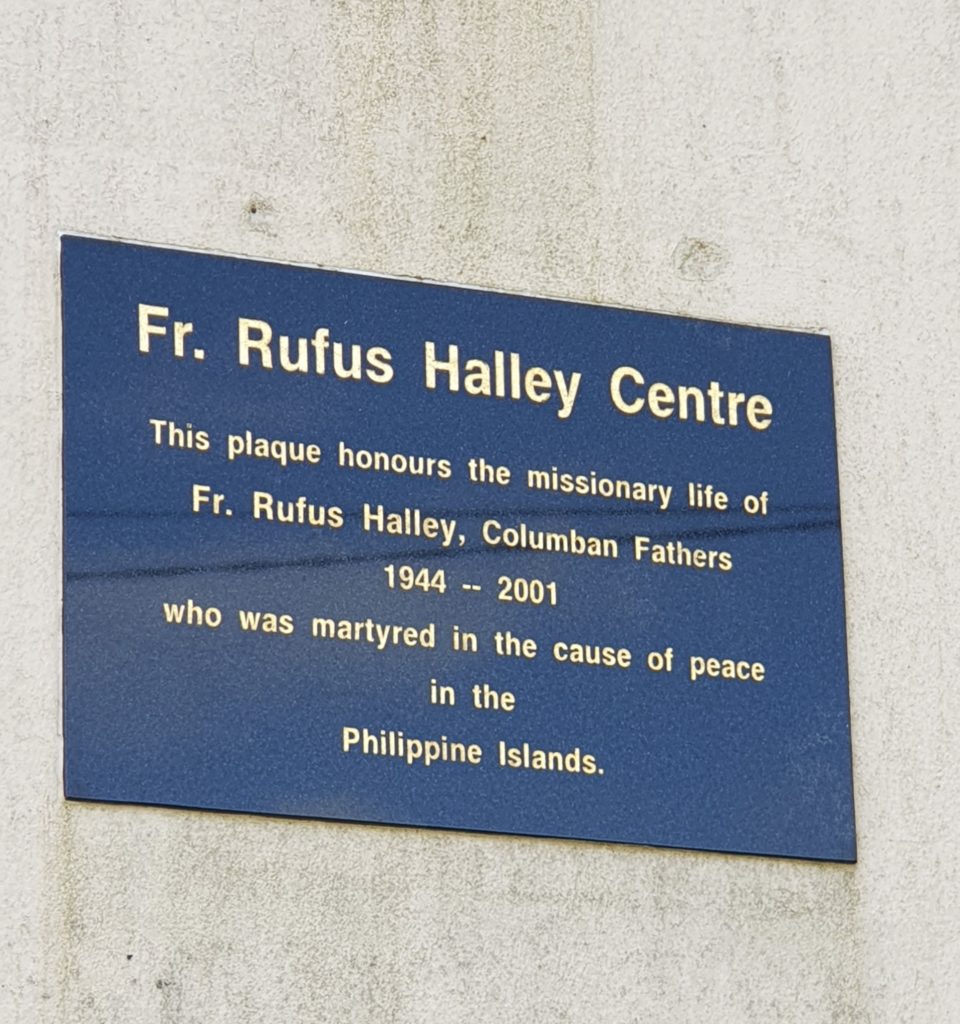 Fr. Rufus Halley Centre
This plaque honours the missionary life of
Fr. Rufus Halley, Columban Fathers
1944 -- 2001
who was martyred in the cause of peace
in the
Philippine Islands.